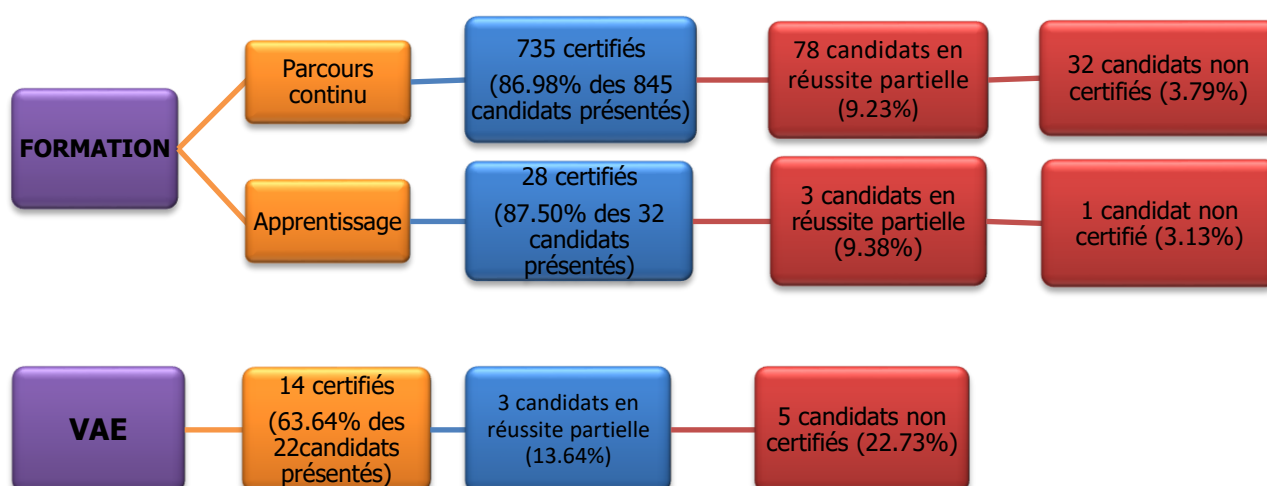 FORMATION
Parcours
continu
735 certifiés
(86.98% des 845
candidats présentés)
78 candidats en
réussite partielle
(9.23%)
32 candidats non
certifiés (3.79%)
Apprentissage
28 certifiés
(87.50% des 32
candidats
présentés)
3 candidats en
réussite partielle
(9.38%)
1 candidat non
certifié (3.13%)
VAE
14 certifiés
(63.64% des
22candidats
présentés)
3 candidats en
réussite partielle
(13.64%)
5 candidats non
certifiés (22.73%)